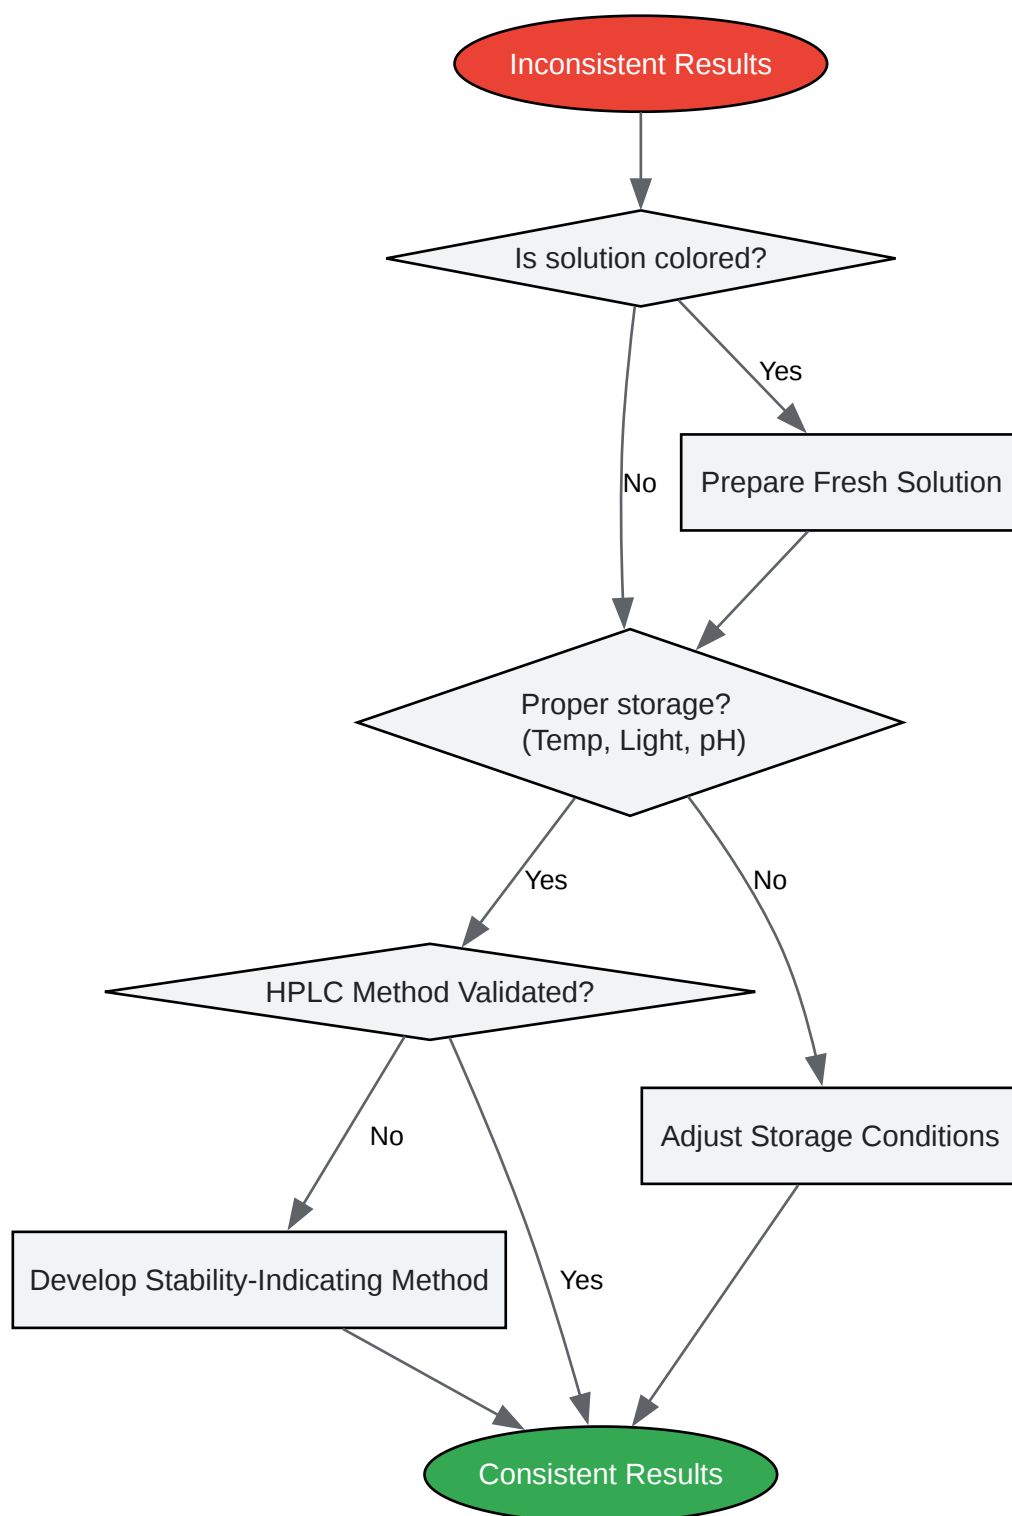 Inconsistent Results
Is solution colored?
Yes
No
Prepare Fresh Solution
Proper storage?
(Temp, Light, pH)
Yes
No
HPLC Method Validated?
No
Adjust Storage Conditions
Develop Stability-Indicating Method
Yes
Consistent Results